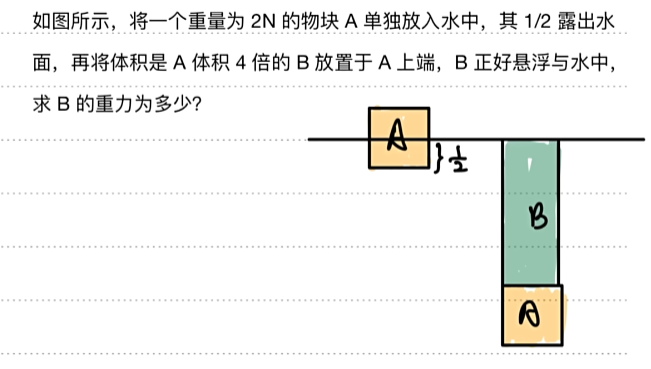 如图所示，将一个重量为 2N 的物块 A 单独放入水中，其 1/2 露出水
面，再将体积是 A 体积 4 倍的 B 放置于 A 上端，B 正好悬浮与水中，
求 B 的重力为多少？
A
}1/2
B
A